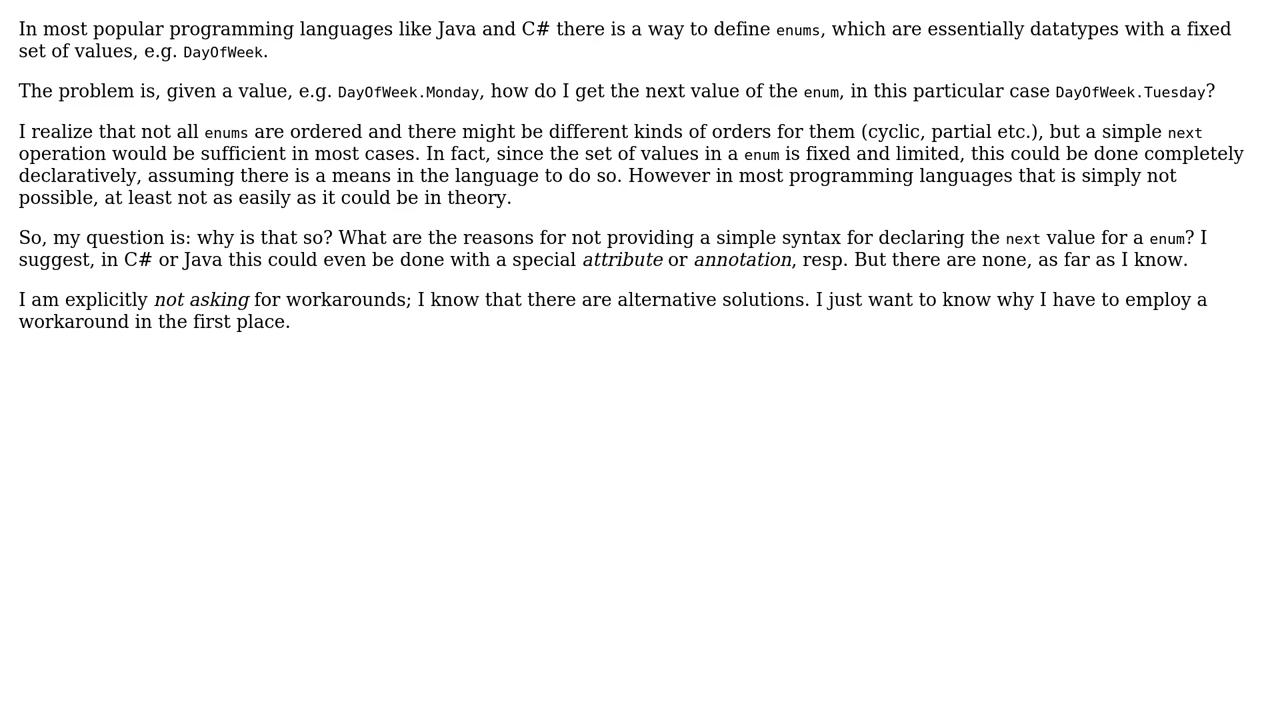 In most popular programming languages like Java and C# there is a way to define enums, which are essentially datatypes with a fixed
set of values, e.g. DayOfWeek.
The problem is, given a value, e.g. DayOfWeek.Monday, how do I get the next value of the enum, in this particular case DayOfWeek.Tuesday?
I realize that not all enums are ordered and there might be different kinds of orders for them (cyclic, partial etc.), but a simple next
operation would be sufficient in most cases. In fact, since the set of values in a enum is fixed and limited, this could be done completely
declaratively, assuming there is a means in the language to do so. However in most programming languages that is simply not
possible, at least not as easily as it could be in theory.
So, my question is: why is that so? What are the reasons for not providing a simple syntax for declaring the next value for a enum? I
suggest, in C# or Java this could even be done with a special attribute or annotation, resp. But there are none, as far as I know.
I am explicitly not asking for workarounds; I know that there are alternative solutions. I just want to know why I have to employ a
workaround in the first place.